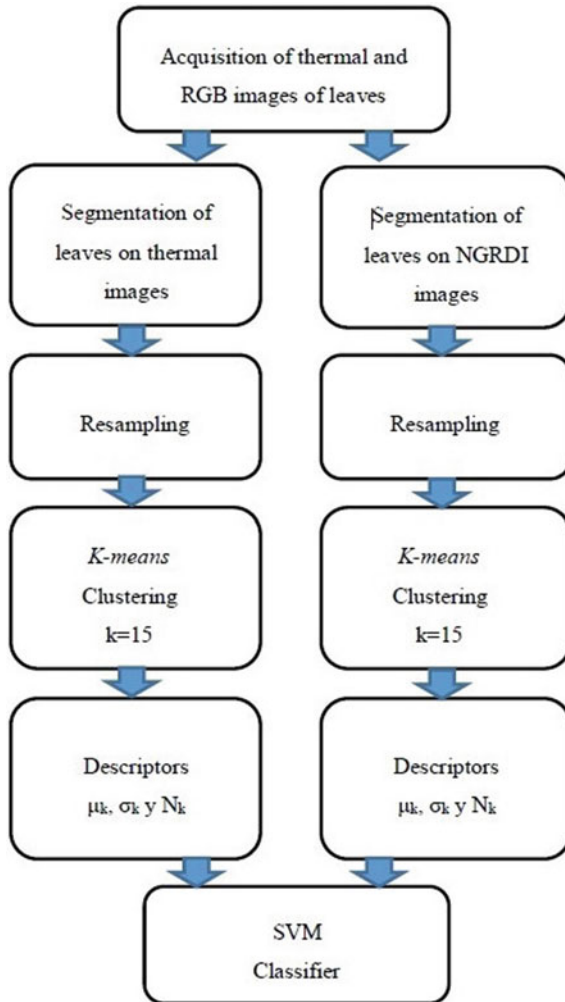 Acquisition of thermal and
RGB images of leaves
Segmentation of
leaves on thermal
images
Segmentation of
leaves on NGRDI
images
Resampling
Resampling
K-means
Clustering
k=15
K-means
Clustering
k=15
Descriptors
μk, σk y Nk
Descriptors
μk, σk y Nk
SVM
Classifier